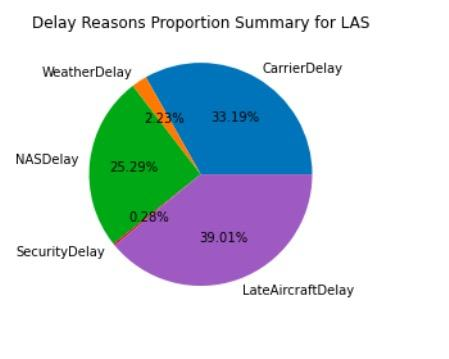 Delay Reasons Proportion Summary for LAS
WeatherDelay
CarrierDelay
2.23%
33.19%
NASDelay
25.29%
0.28%
39.01%
SecurityDelay
LateAircraftDelay